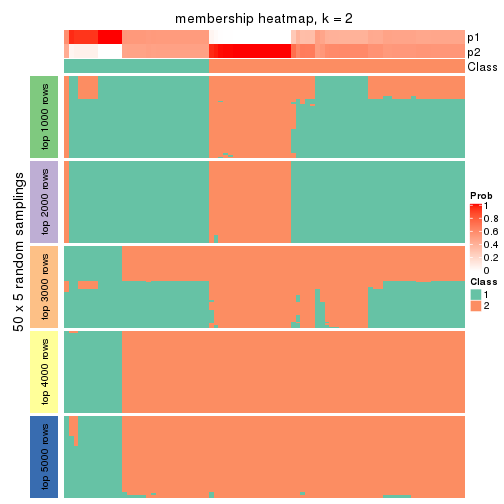 membership heatmap, k = 2
p1
p2
Class
50 x 5 random samplings
top 1000 rows
top 2000 rows
top 3000 rows
top 4000 rows
top 5000 rows
Prob
1
0.8
0.6
0.4
0.2
0
Class
1
2